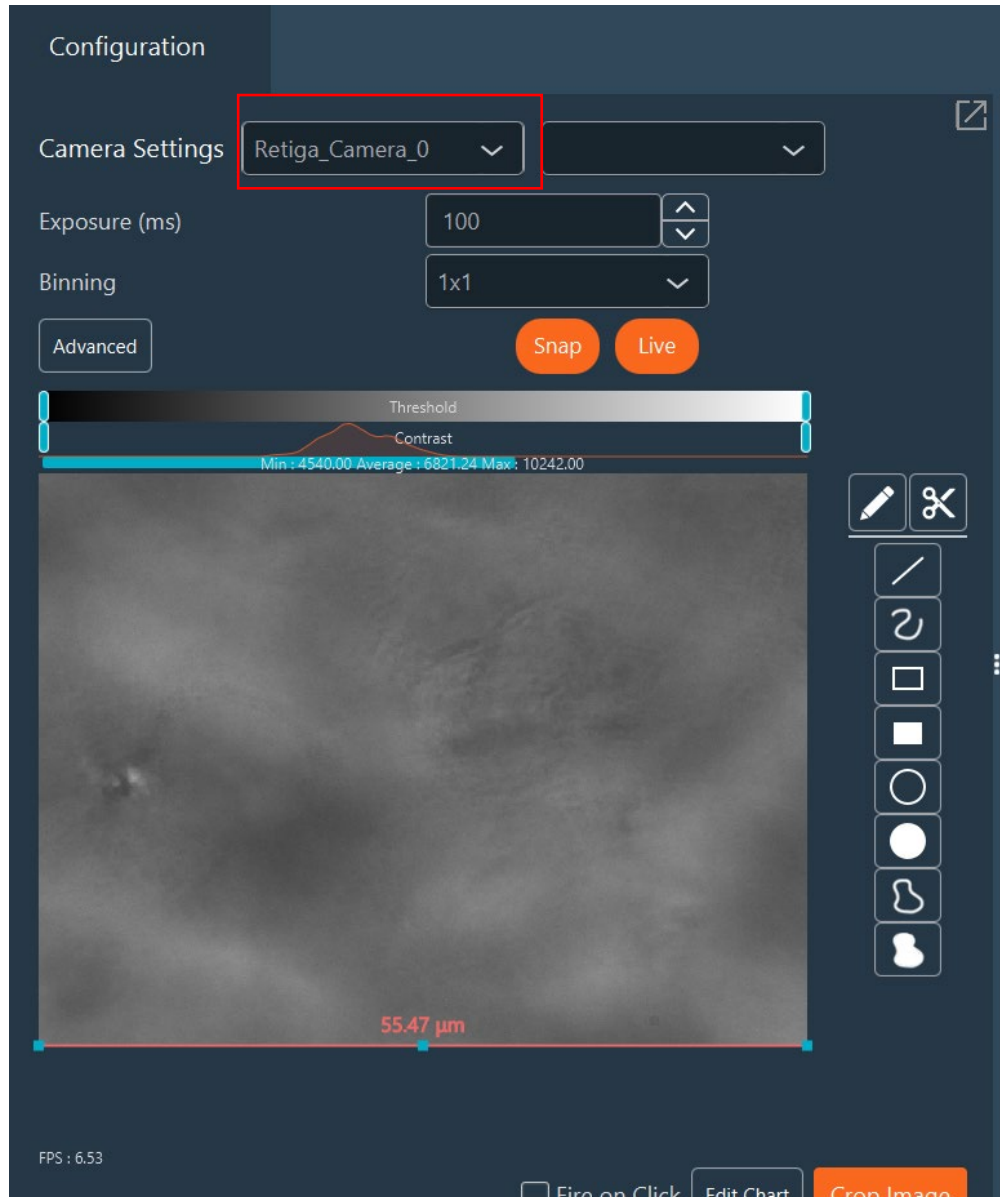 Configuration
Camera Settings Retiga_Camera_0
Exposure (ms) 100
Binning 1x1
Advanced Snap Live
Threshold
Contrast
Min : 4540.00 Average : 6821.24 Max : 10242.00
55.47 μm
FPS : 6.53
Fire on Click Edit Chart Crop Image